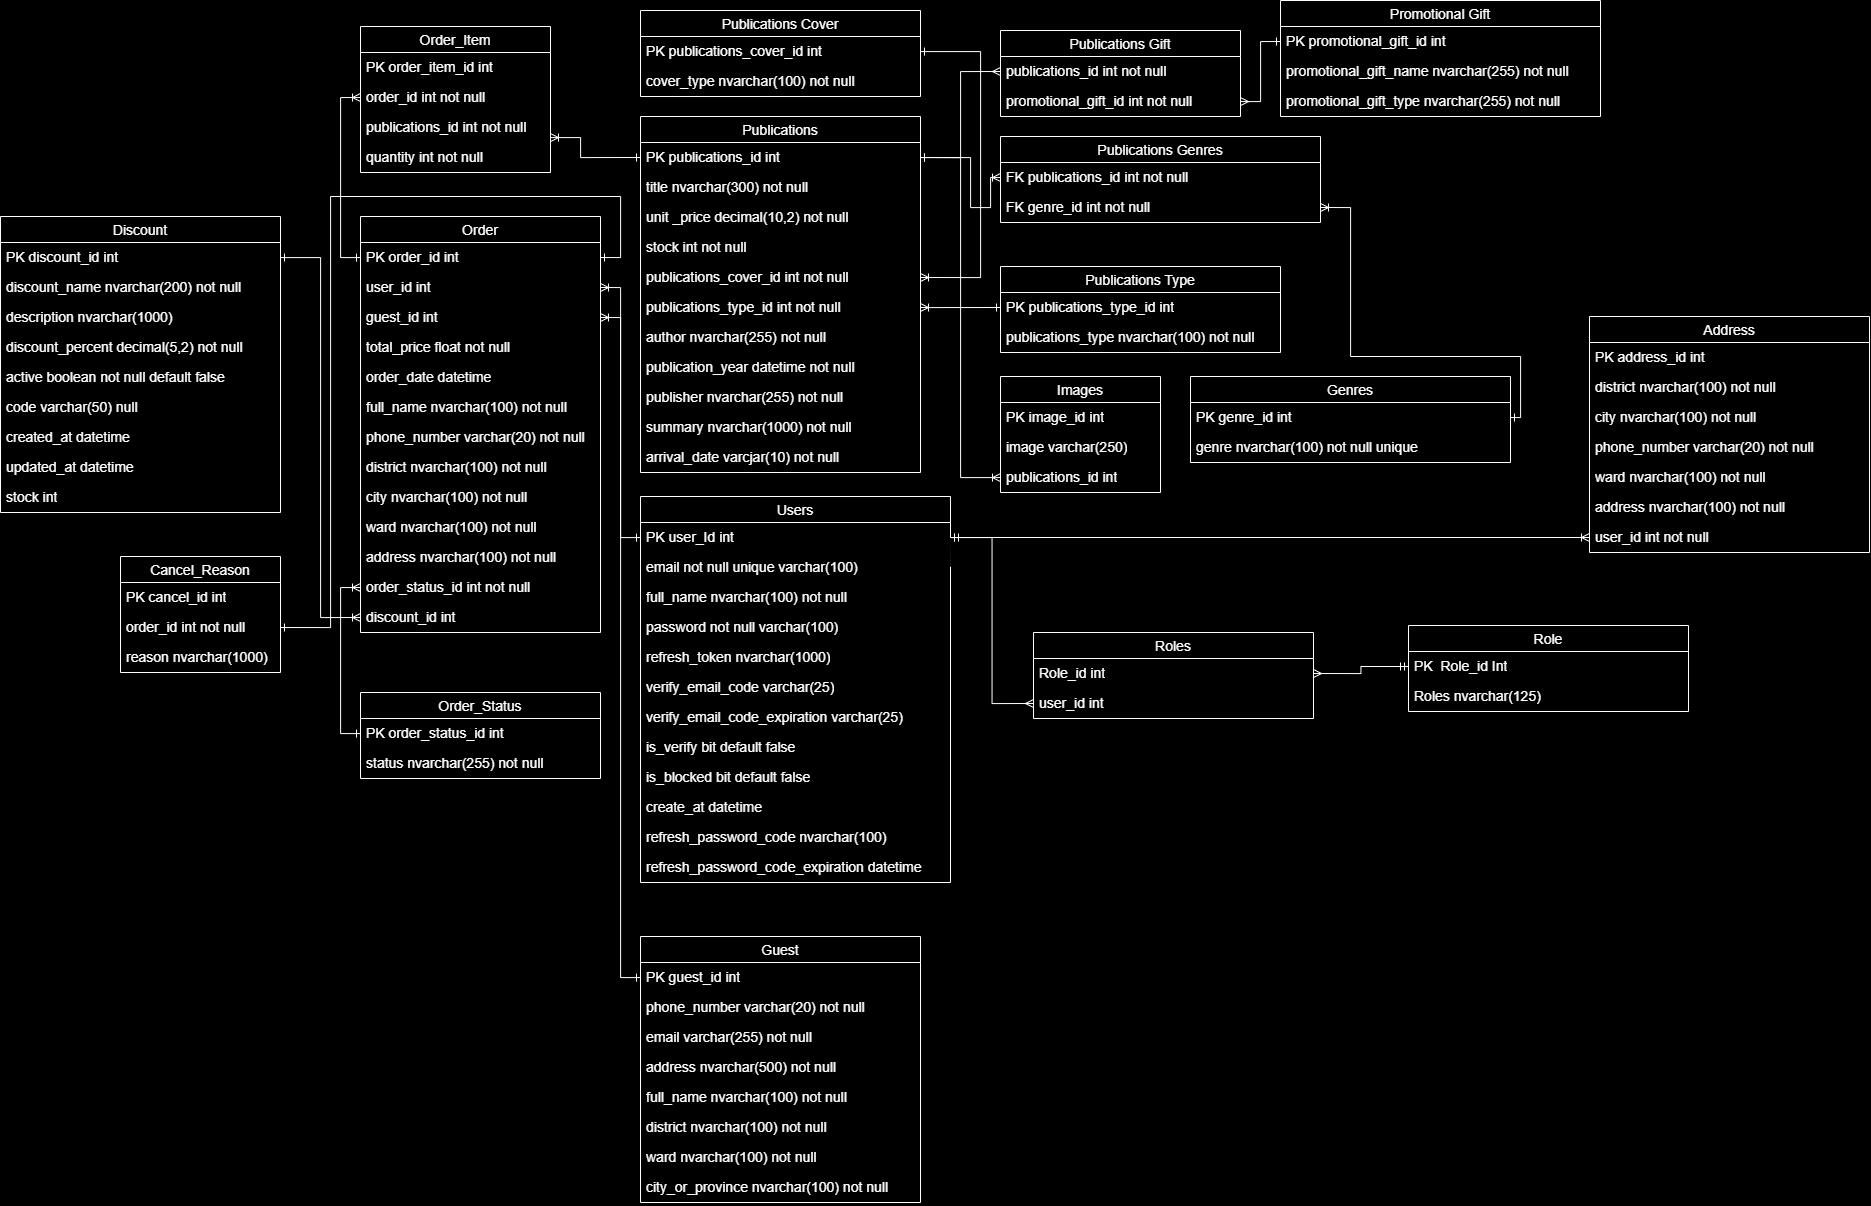 Order_Item
PK order_item_id int
order_id int not null
publications_id int not null
quantity int not null
Publications Cover
PK publications_cover_id int
cover_type nvarchar(100) not null
Publications Gift
publications_id int not null
promotional_gift_id int not null
Promotional Gift
PK promotional_gift_id int
promotional_gift_name nvarchar(255) not null
promotional_gift_type nvarchar(255) not null
Discount
PK discount_id int
discount_name nvarchar(200) not null
description nvarchar(1000)
discount_percent decimal(5,2) not null
active boolean not null default false
code varchar(50) null
created_at datetime
updated_at datetime
stock int
Order
PK order_id int
user_id int
guest_id int
total_price float not null
order_date datetime
full_name nvarchar(100) not null
phone_number varchar(20) not null
district nvarchar(100) not null
city nvarchar(100) not null
ward nvarchar(100) not null
address nvarchar(100) not null
order_status_id int not null
discount_id int
Publications
PK publications_id int
title nvarchar(300) not null
unit _price decimal(10,2) not null
stock int not null
publications_cover_id int not null
publications_type_id int not null
author nvarchar(255) not null
publication_year datetime not null
publisher nvarchar(255) not null
summary nvarchar(1000) not null
arrival_date varcjar(10) not null
Publications Genres
FK publications_id int not null
FK genre_id int not null
Publications Type
PK publications_type_id int
publications_type nvarchar(100) not null
Images
PK image_id int
image varchar(250)
publications_id int
Genres
PK genre_id int
genre nvarchar(100) not null unique
Address
PK address_id int
district nvarchar(100) not null
city nvarchar(100) not null
phone_number varchar(20) not null
ward nvarchar(100) not null
address nvarchar(100) not null
user_id int not null
Cancel_Reason
PK cancel_id int
order_id int not null
reason nvarchar(1000)
Order_Status
PK order_status_id int
status nvarchar(255) not null
Users
PK user_Id int
email not null unique varchar(100)
full_name nvarchar(100) not null
password not null varchar(100)
refresh_token nvarchar(1000)
verify_email_code varchar(25)
verify_email_code_expiration varchar(25)
is_verify bit default false
is_blocked bit default false
create_at datetime
refresh_password_code nvarchar(100)
refresh_password_code_expiration datetime
Roles
Role_id int
user_id int
Role
PK  Role_id Int
Roles nvarchar(125)
Guest
PK guest_id int
phone_number varchar(20) not null
email varchar(255) not null
address nvarchar(500) not null
full_name nvarchar(100) not null
district nvarchar(100) not null
ward nvarchar(100) not null
city_or_province nvarchar(100) not null